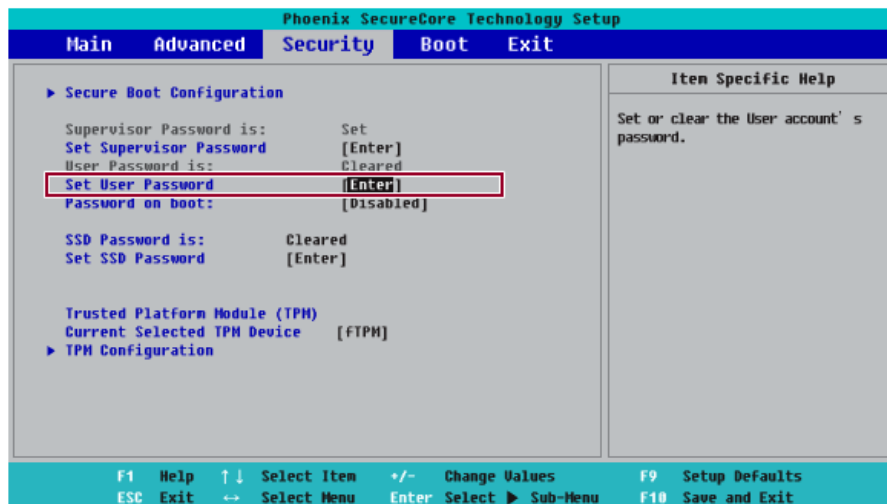 Phoenix SecureCore Technology Setup
Main Advanced Security Boot Exit
▶ Secure Boot Configuration
Supervisor Password is: Set
Set Supervisor Password [Enter]
User Password is: Cleared
Set User Password [Enter]
Password on boot: [Disabled]
SSD Password is: Cleared
Set SSD Password [Enter]
Trusted Platform Module (TPM)
Current Selected TPM Device [fTPM]
▶ TPM Configuration
Item Specific Help
Set or clear the User account's
password.
F1 Help ↑↓ Select Item +/- Change Values F9 Setup Defaults
ESC Exit ↔ Select Menu Enter Select ▶ Sub-Menu F10 Save and Exit